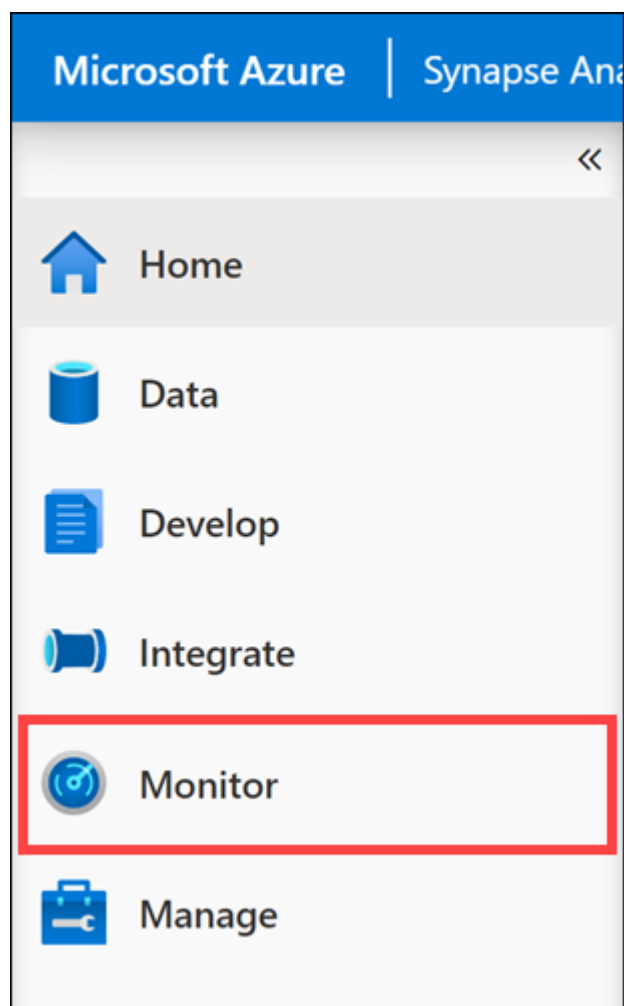 Microsoft Azure | Synapse Ana
«
Home
Data
Develop
Integrate
Monitor
Manage